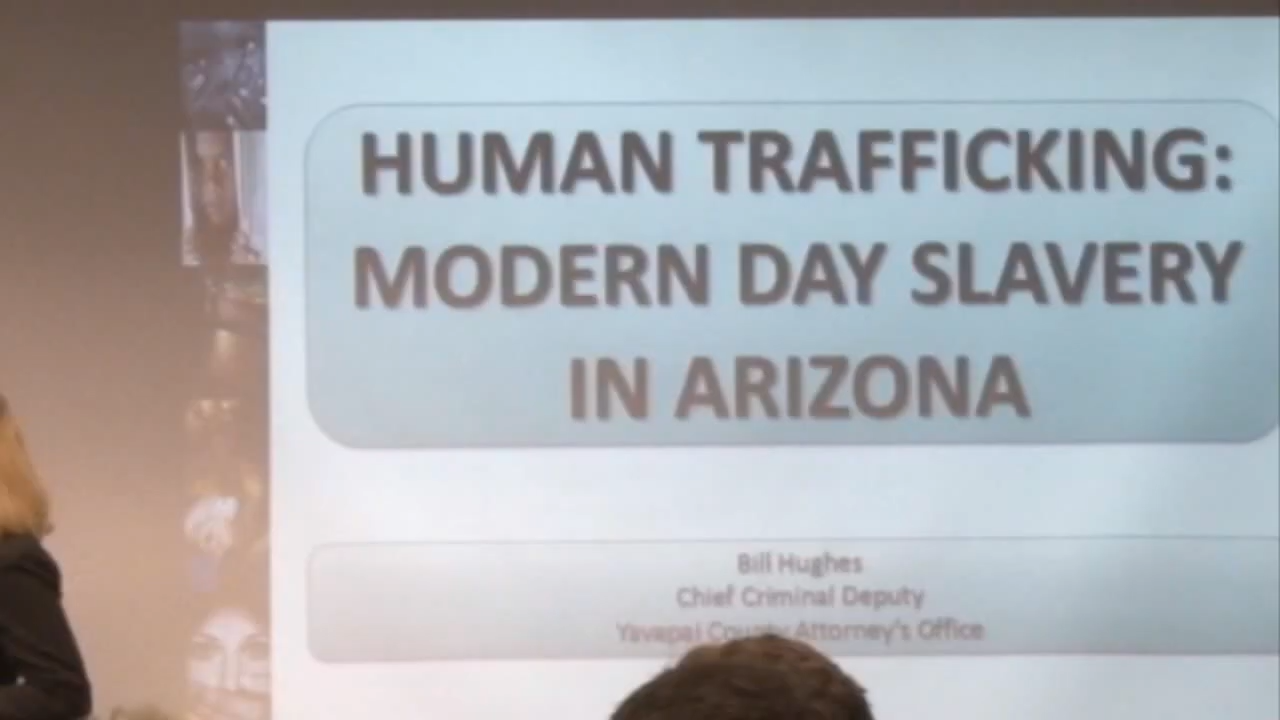 HUMAN TRAFFICKING:
MODERN DAY SLAVERY
IN ARIZONA
Bill Hughes
Chief Criminal Deputy
Yavapai County Attorney's Office